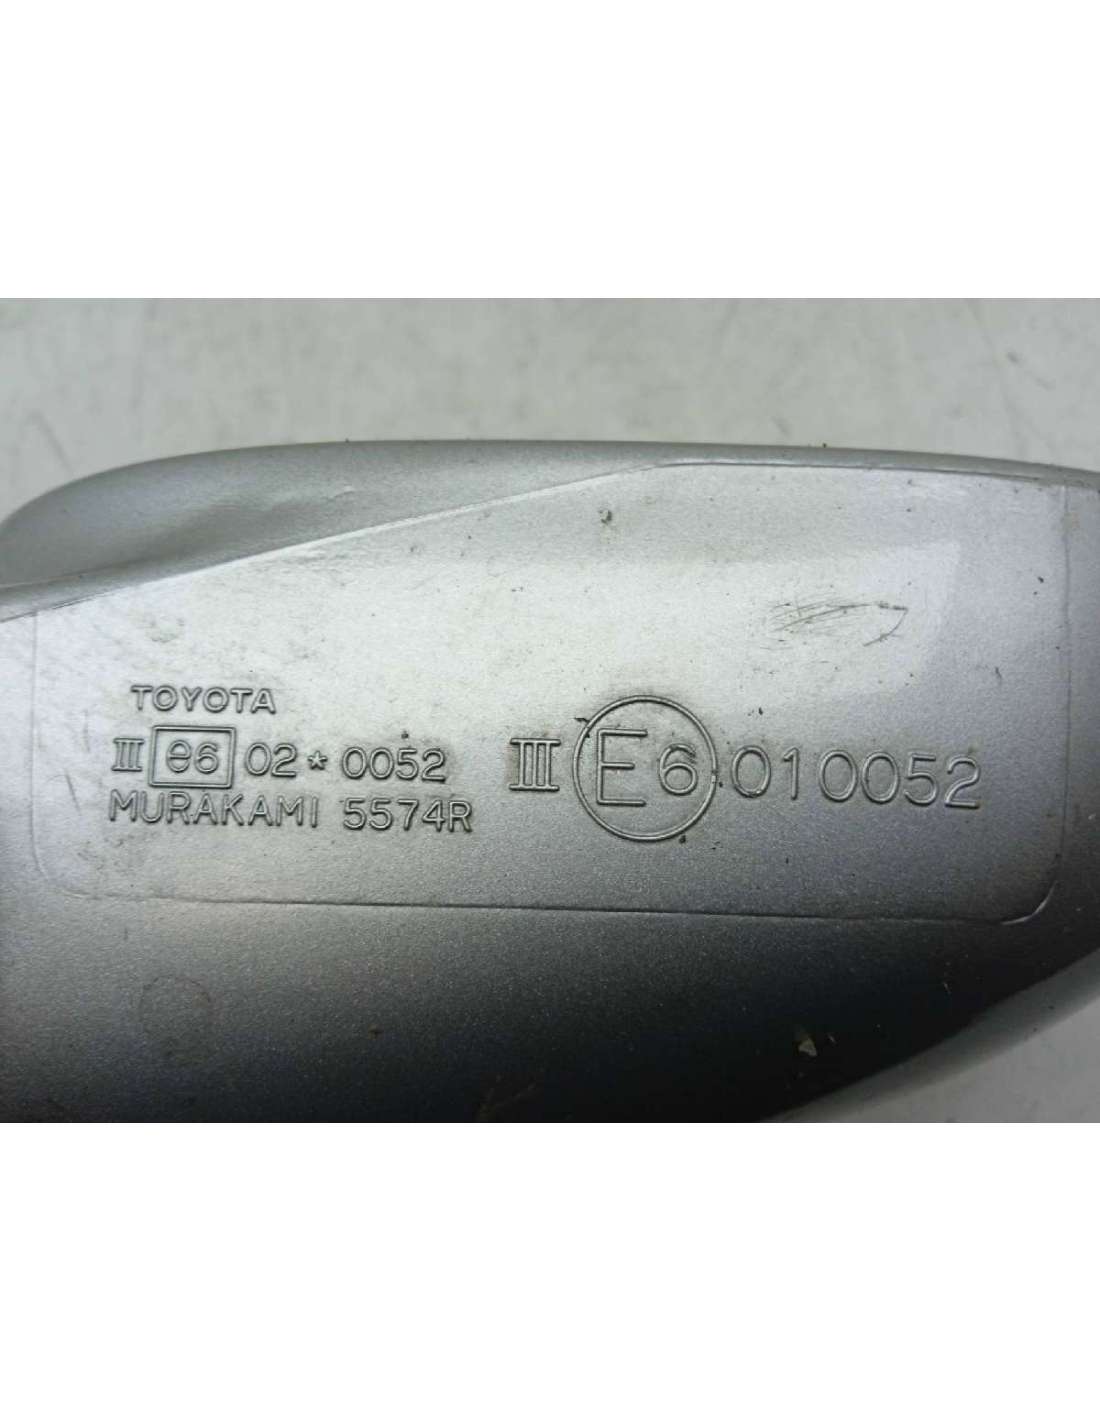 TOYOTA
III e6 02 * 0052
MURAKAMI 5574R
III E6 010052